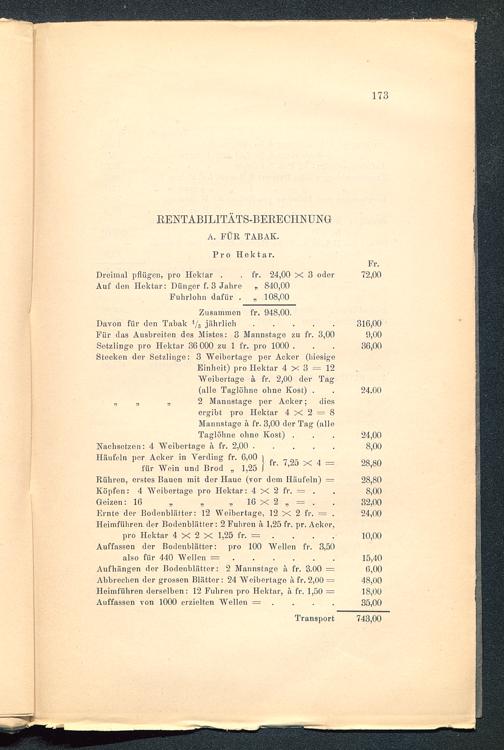 173
RENTABILITÄTS-BERECHNUNG
A. FÜR TABAK.
Pro Hektar.
Fr.
Dreimal pflügen, pro Hektar . . fr. 24,00 × 3 oder 72,00
Auf den Hektar: Dünger f. 3 Jahre „ 840,00
Fuhrlohn dafür . „ 108,00
Zusammen fr. 948,00.
Davon für den Tabak 1/3 jährlich . . . . . 316,00
Für das Ausbreiten des Mistes: 3 Mannstage zu fr. 3,00 9,00
Setzlinge pro Hektar 36 000 zu 1 fr. pro 1000 . . . 36,00
Stecken der Setzlinge: 3 Weibertage per Acker (hiesige
Einheit) pro Hektar 4 × 3 = 12
Weibertage à fr. 2,00 der Tag
(alle Taglöhne ohne Kost) . . 24.00
„ „ „ 2 Mannstage per Acker; dies
ergibt pro Hektar 4 × 2 = 8
Mannstage à fr. 3,00 der Tag (alle
Taglöhne ohne Kost) . . . 24,00
Nachsetzen: 4 Weibertage à fr. 2,00 . . . . . 8,00
Häufeln per Acker in Verding fr. 6,00
für Wein und Brod „ 1,25 } fr. 7,25 × 4 = 28,80
Rühren, erstes Bauen mit der Haue (vor dem Häufeln) = 28,80
Köpfen: 4 Weibertage pro Hektar: 4 × 2 fr. = . . 8,00
Geizen: 16 „ „ „ 16 × 2 „ = . . 32,00
Ernte der Bodenblätter: 12 Weibertage, 12 × 2 fr. = . 24,00
Heimführen der Bodenblätter: 2 Fuhren à 1,25 fr. pr. Acker,
pro Hektar 4 × 2 × 1,25 fr. = . . . . 10,00
Auffassen der Bodenblätter: pro 100 Wellen fr. 3,50
also für 440 Wellen = . . . . . . 15,40
Aufhängen der Bodenblätter: 2 Mannstage à fr. 3.00 = 6,00
Abbrechen der grossen Blätter: 24 Weibertage à fr. 2,00 = 48,00
Heimführen derselben: 12 Fuhren pro Hektar, à fr. 1,50 = 18,00
Auffassen von 1000 erzielten Wellen = . . . . 35,00
Transport 743,00